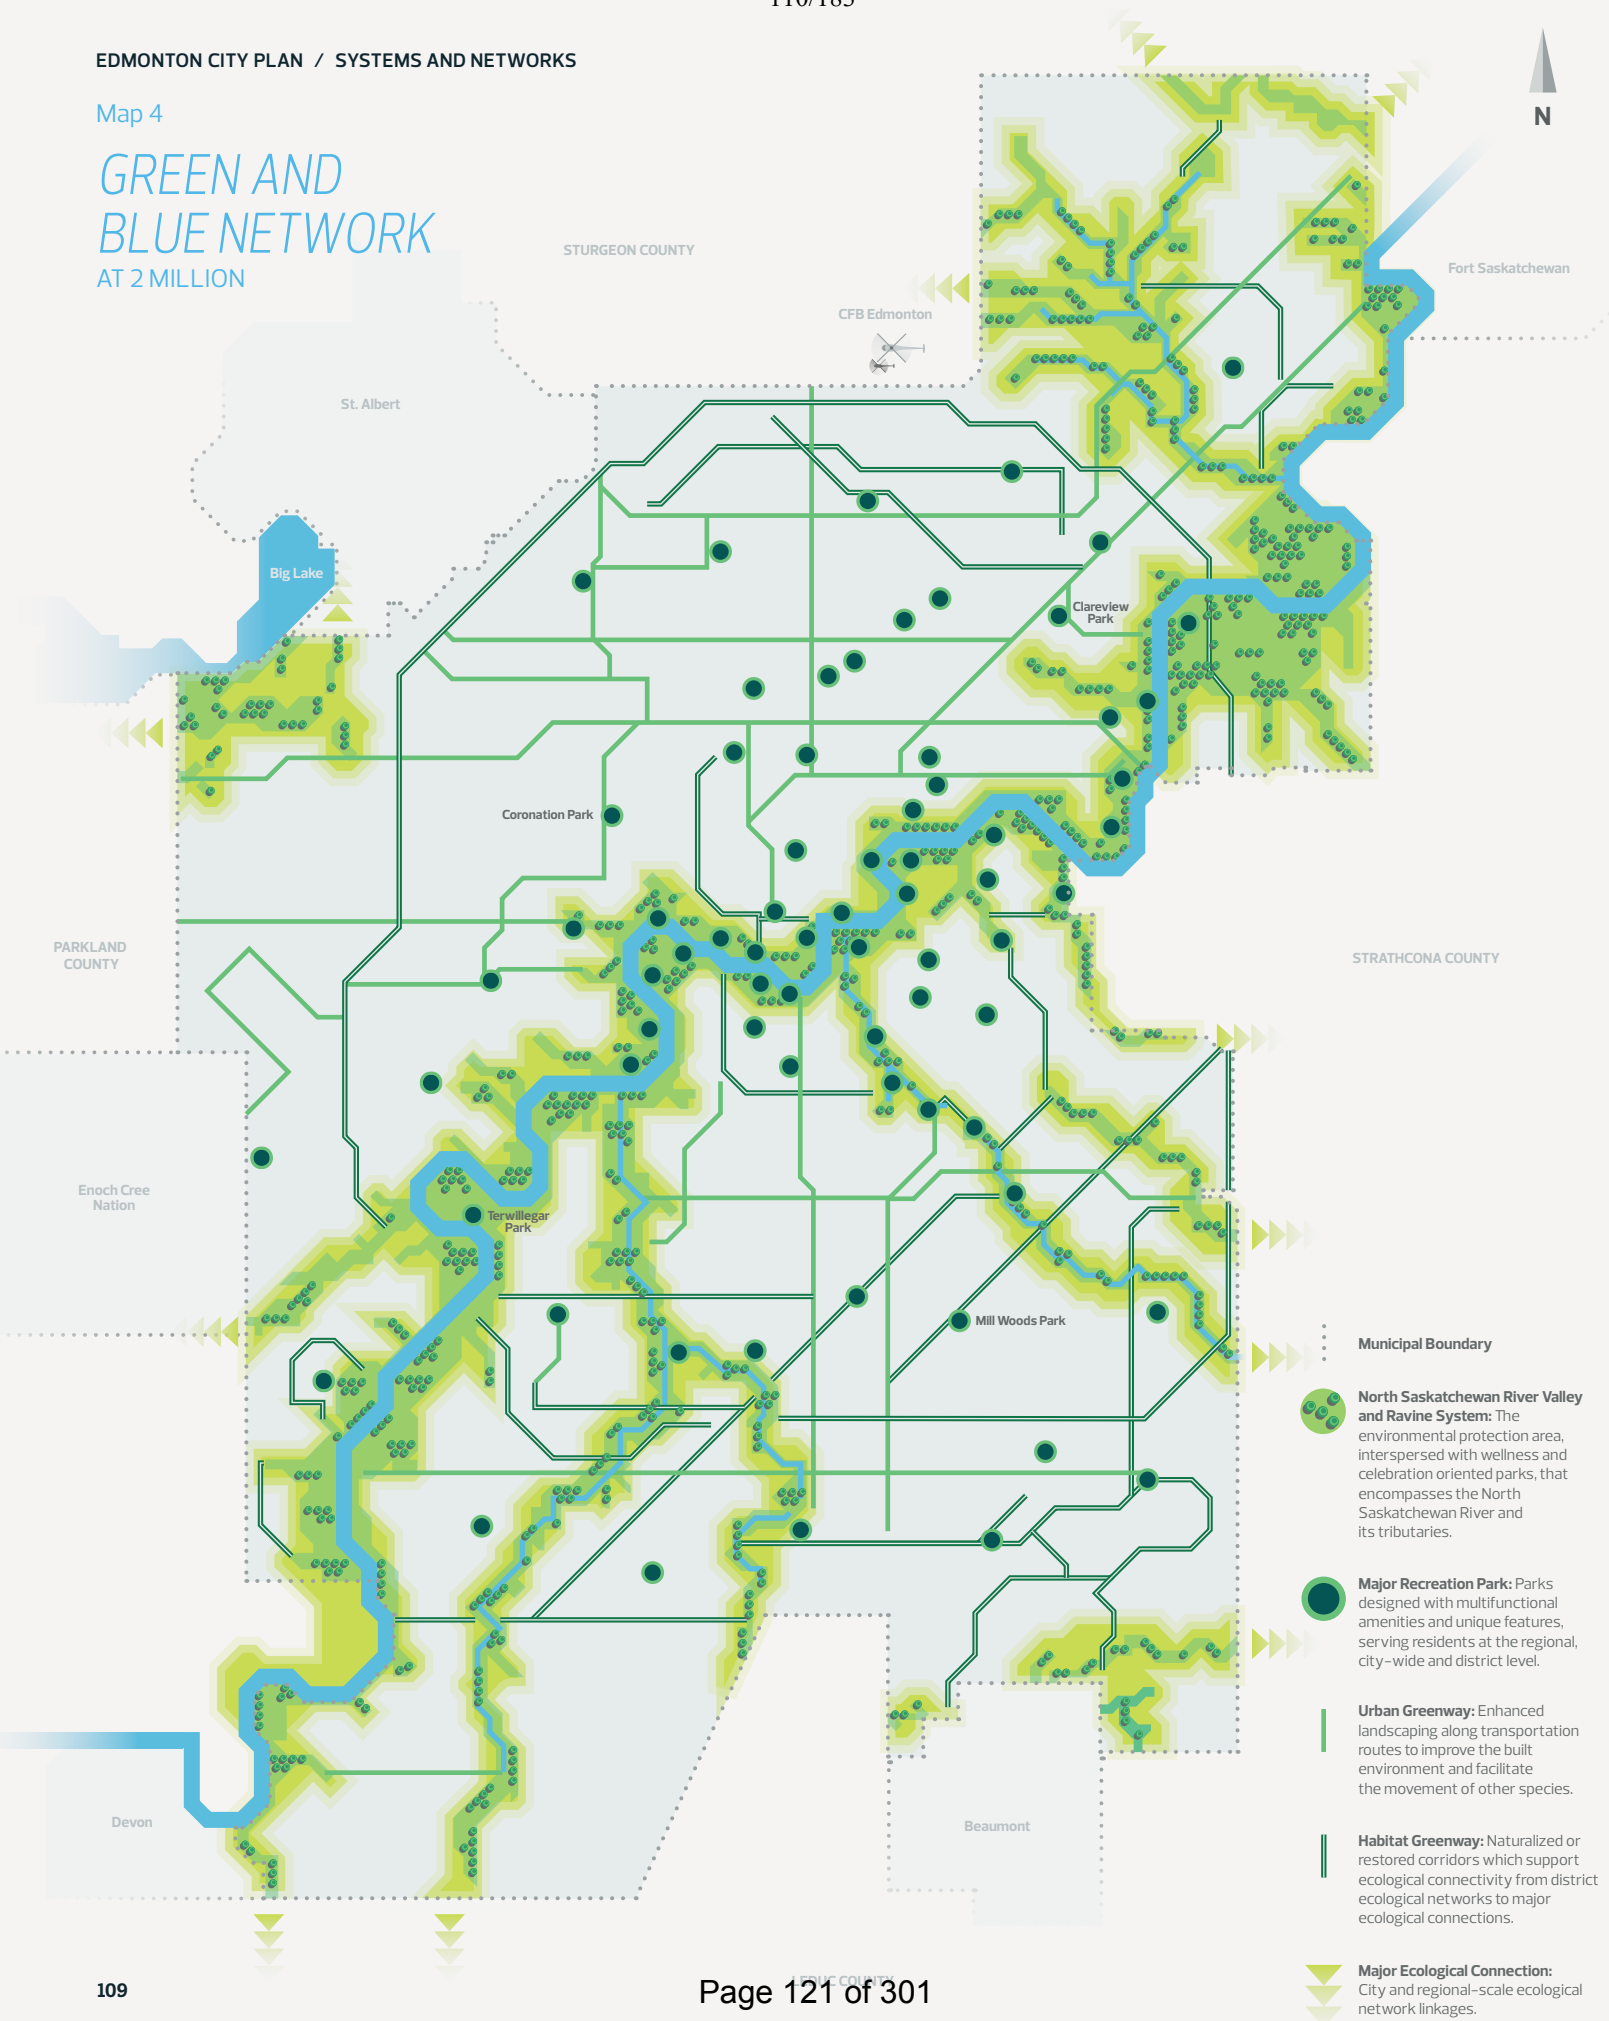 110/183
EDMONTON CITY PLAN / SYSTEMS AND NETWORKS
Map 4
GREEN AND
BLUE NETWORK
AT 2 MILLION
N
STURGEON COUNTY
Fort Saskatchewan
CFB Edmonton
St. Albert
Big Lake
Clareview
Park
Coronation Park
PARKLAND
COUNTY
STRATHCONA COUNTY
Enoch Cree
Nation
Terwillegar
Park
Mill Woods Park
Devon
Beaumont
LEDUC COUNTY
Municipal Boundary
North Saskatchewan River Valley
and Ravine System: The
environmental protection area,
interspersed with wellness and
celebration oriented parks, that
encompasses the North
Saskatchewan River and
its tributaries.
Major Recreation Park: Parks
designed with multifunctional
amenities and unique features,
serving residents at the regional,
city-wide and district level.
Urban Greenway: Enhanced
landscaping along transportation
routes to improve the built
environment and facilitate
the movement of other species.
Habitat Greenway: Naturalized or
restored corridors which support
ecological connectivity from district
ecological networks to major
ecological connections.
Major Ecological Connection:
City and regional-scale ecological
network linkages.
109
Page 121 of 301